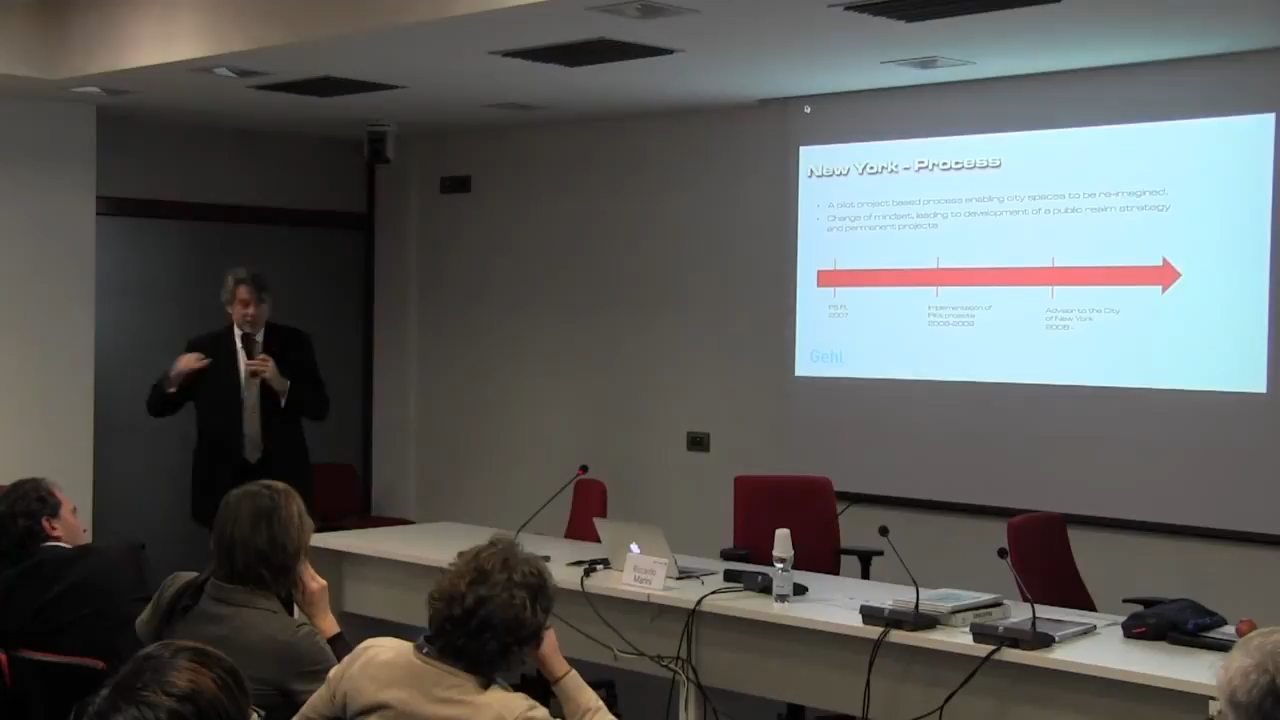 New York - Process
• A pilot project based process enabling city spaces to be re-imagined.
• Change of mindset, leading to development of a public realm strategy
and permanent projects
PSPL
2007
Implementation of
Pilot projects
2008-2009
Advisor to the City
of New York
2008 -
Gehl
Riccardo
Marini